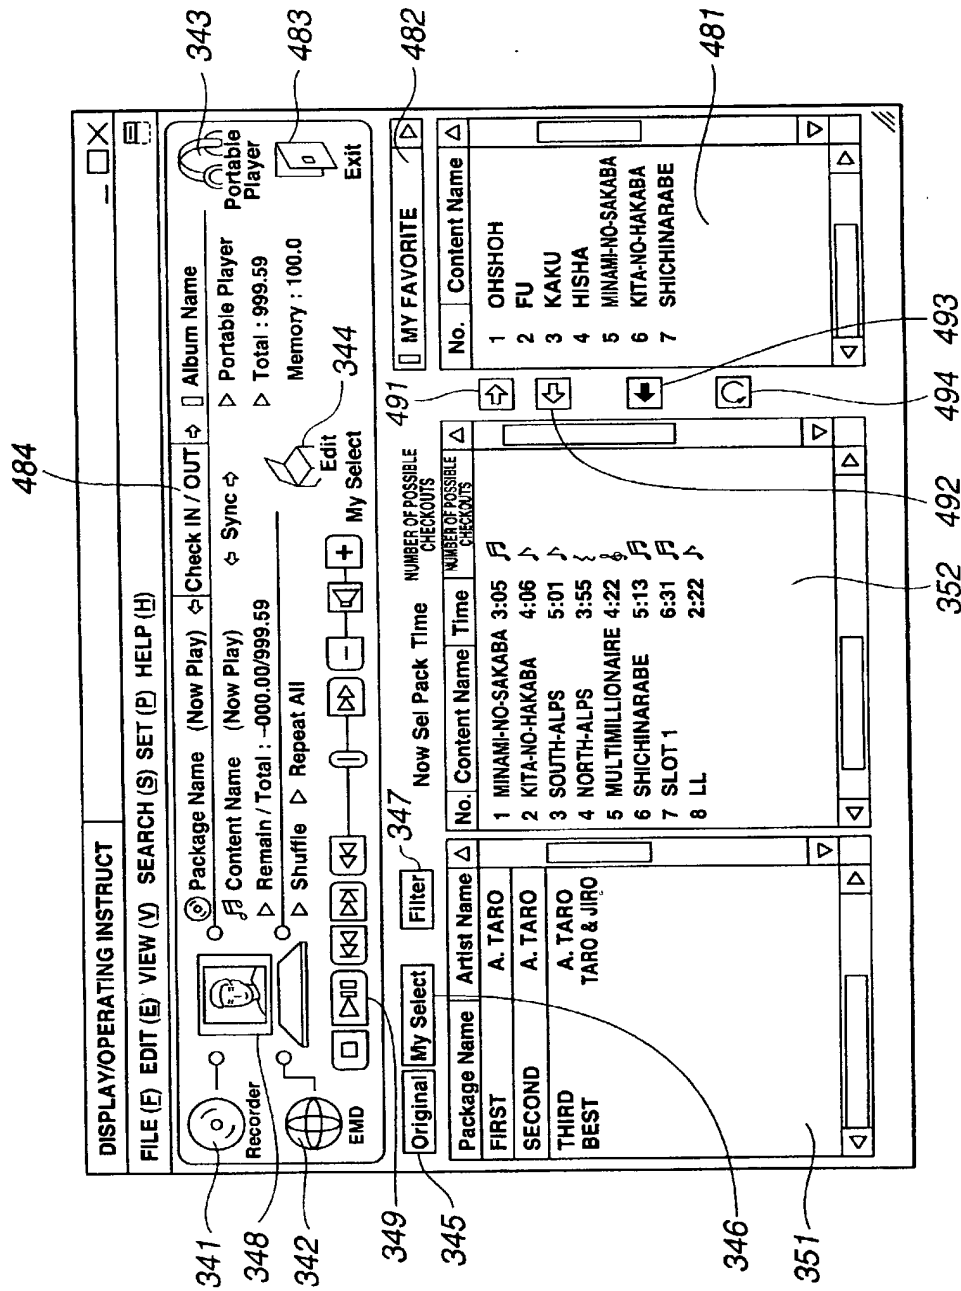 DISPLAY/OPERATING INSTRUCT
FILE (F) EDIT (E) VIEW (V) SEARCH (S) SET (P) HELP (H)
484
343
483
482
481
341
348
342
349
345
346
351
347
344
491
492
493
494
352
Recorder
EMD
Package Name (Now Play)
Content Name (Now Play)
Remain / Total : -000.00/999.59
Shuffle Repeat All
Check IN / OUT
Sync
Album Name
Portable Player
Total : 999.59
Memory : 100.0
Portable Player
Exit
Edit
My Select
Original My Select Filter
Now Sel Pack Time NUMBER OF POSSIBLE CHECKOUTS
MY FAVORITE
Package Name Artist Name
FIRST A. TARO
SECOND A. TARO
THIRD A. TARO
BEST TARO & JIRO
No. Content Name Time NUMBER OF POSSIBLE CHECKOUTS
1 MINAMI-NO-SAKABA 3:05
2 KITA-NO-HAKABA 4:06
3 SOUTH-ALPS 5:01
4 NORTH-ALPS 3:55
5 MULTIMILLIONAIRE 4:22
6 SHICHINARABE 5:13
7 SLOT 1 6:31
8 LL 2:22
No. Content Name
1 OHSHOH
2 FU
3 KAKU
4 HISHA
5 MINAMI-NO-SAKABA
6 KITA-NO-HAKABA
7 SHICHINARABE